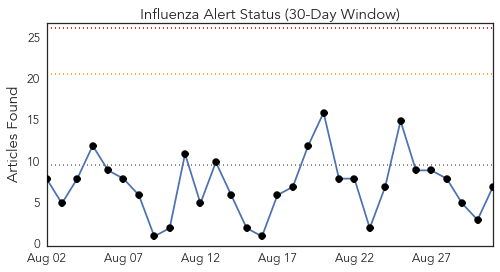 Influenza Alert Status (30-Day Window)
Articles Found
25
20
15
10
5
0
Aug 02 Aug 07 Aug 12 Aug 17 Aug 22 Aug 27